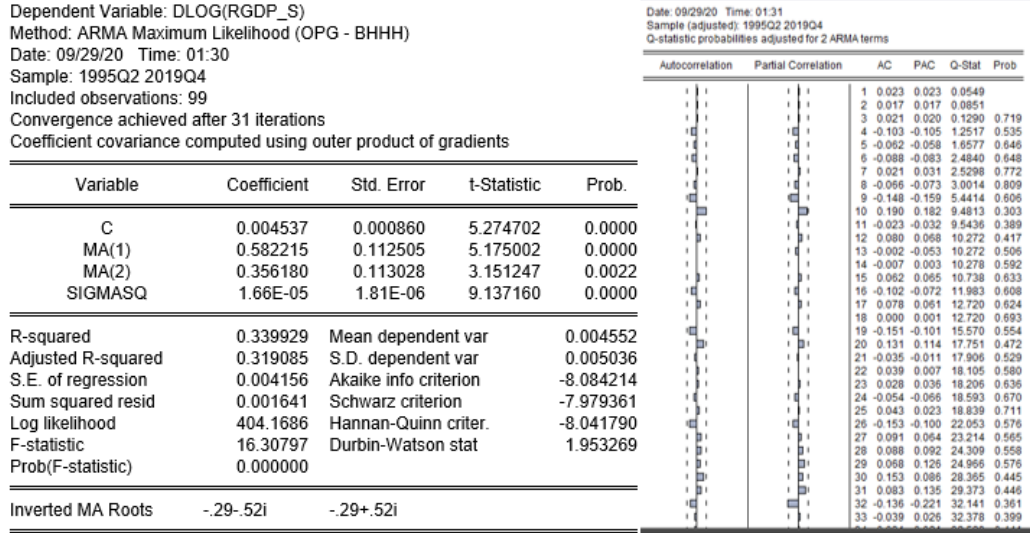 Dependent Variable: DLOG(RGDP_S)
Method: ARMA Maximum Likelihood (OPG - BHHH)
Date: 09/29/20 Time: 01:30
Sample: 1995Q2 2019Q4
Included observations: 99
Convergence achieved after 31 iterations
Coefficient covariance computed using outer product of gradients
Variable Coefficient Std. Error t-Statistic Prob.
C 0.004537 0.000860 5.274702 0.0000
MA(1) 0.582215 0.112505 5.175002 0.0000
MA(2) 0.356180 0.113028 3.151247 0.0022
SIGMASQ 1.66E-05 1.81E-06 9.137160 0.0000
R-squared 0.339929 Mean dependent var 0.004552
Adjusted R-squared 0.319085 S.D. dependent var 0.005036
S.E. of regression 0.004156 Akaike info criterion -8.084214
Sum squared resid 0.001641 Schwarz criterion -7.979361
Log likelihood 404.1686 Hannan-Quinn criter. -8.041790
F-statistic 16.30797 Durbin-Watson stat 1.953269
Prob(F-statistic) 0.000000
Inverted MA Roots -.29-.52i -.29+.52i
Date: 09/29/20 Time: 01:31
Sample (adjusted): 1995Q2 2019Q4
Q-statistic probabilities adjusted for 2 ARMA terms
Autocorrelation Partial Correlation AC PAC Q-Stat Prob
1 0.023 0.023 0.0549
2 0.017 0.017 0.0851
3 0.021 0.020 0.1290 0.719
4 -0.103 -0.105 1.2517 0.535
5 -0.062 -0.058 1.6577 0.646
6 -0.088 -0.083 2.4840 0.648
7 0.021 0.031 2.5298 0.772
8 -0.066 -0.073 3.0014 0.809
9 -0.148 -0.159 5.4414 0.606
10 0.190 0.182 9.4813 0.303
11 -0.023 -0.032 9.5436 0.389
12 0.080 0.068 10.272 0.417
13 -0.002 -0.053 10.272 0.506
14 -0.007 0.003 10.278 0.592
15 0.062 0.065 10.738 0.633
16 -0.102 -0.072 11.983 0.608
17 0.078 0.061 12.720 0.624
18 0.000 0.001 12.720 0.693
19 -0.151 -0.101 15.570 0.554
20 0.131 0.114 17.751 0.472
21 -0.035 -0.011 17.906 0.529
22 0.039 0.007 18.105 0.580
23 0.028 0.036 18.206 0.636
24 -0.054 -0.066 18.593 0.670
25 0.043 0.023 18.839 0.711
26 -0.153 -0.100 22.053 0.576
27 0.091 0.064 23.214 0.565
28 0.088 0.092 24.309 0.558
29 0.068 0.126 24.966 0.576
30 0.153 0.086 28.365 0.445
31 0.083 0.135 29.373 0.446
32 -0.136 -0.221 32.141 0.361
33 -0.039 0.026 32.378 0.399